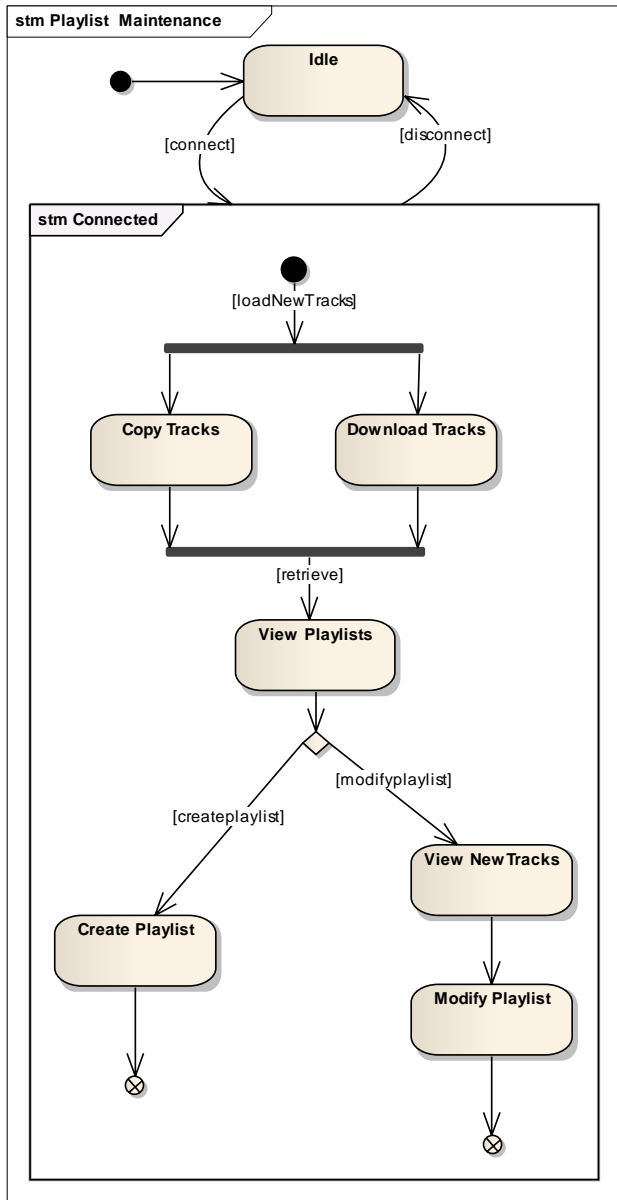 stm Playlist Maintenance
Idle
[connect]
[disconnect]
stm Connected
[loadNewTracks]
Copy Tracks
Download Tracks
[retrieve]
View Playlists
[modifyplaylist]
[createplaylist]
View NewTracks
Create Playlist
Modify Playlist